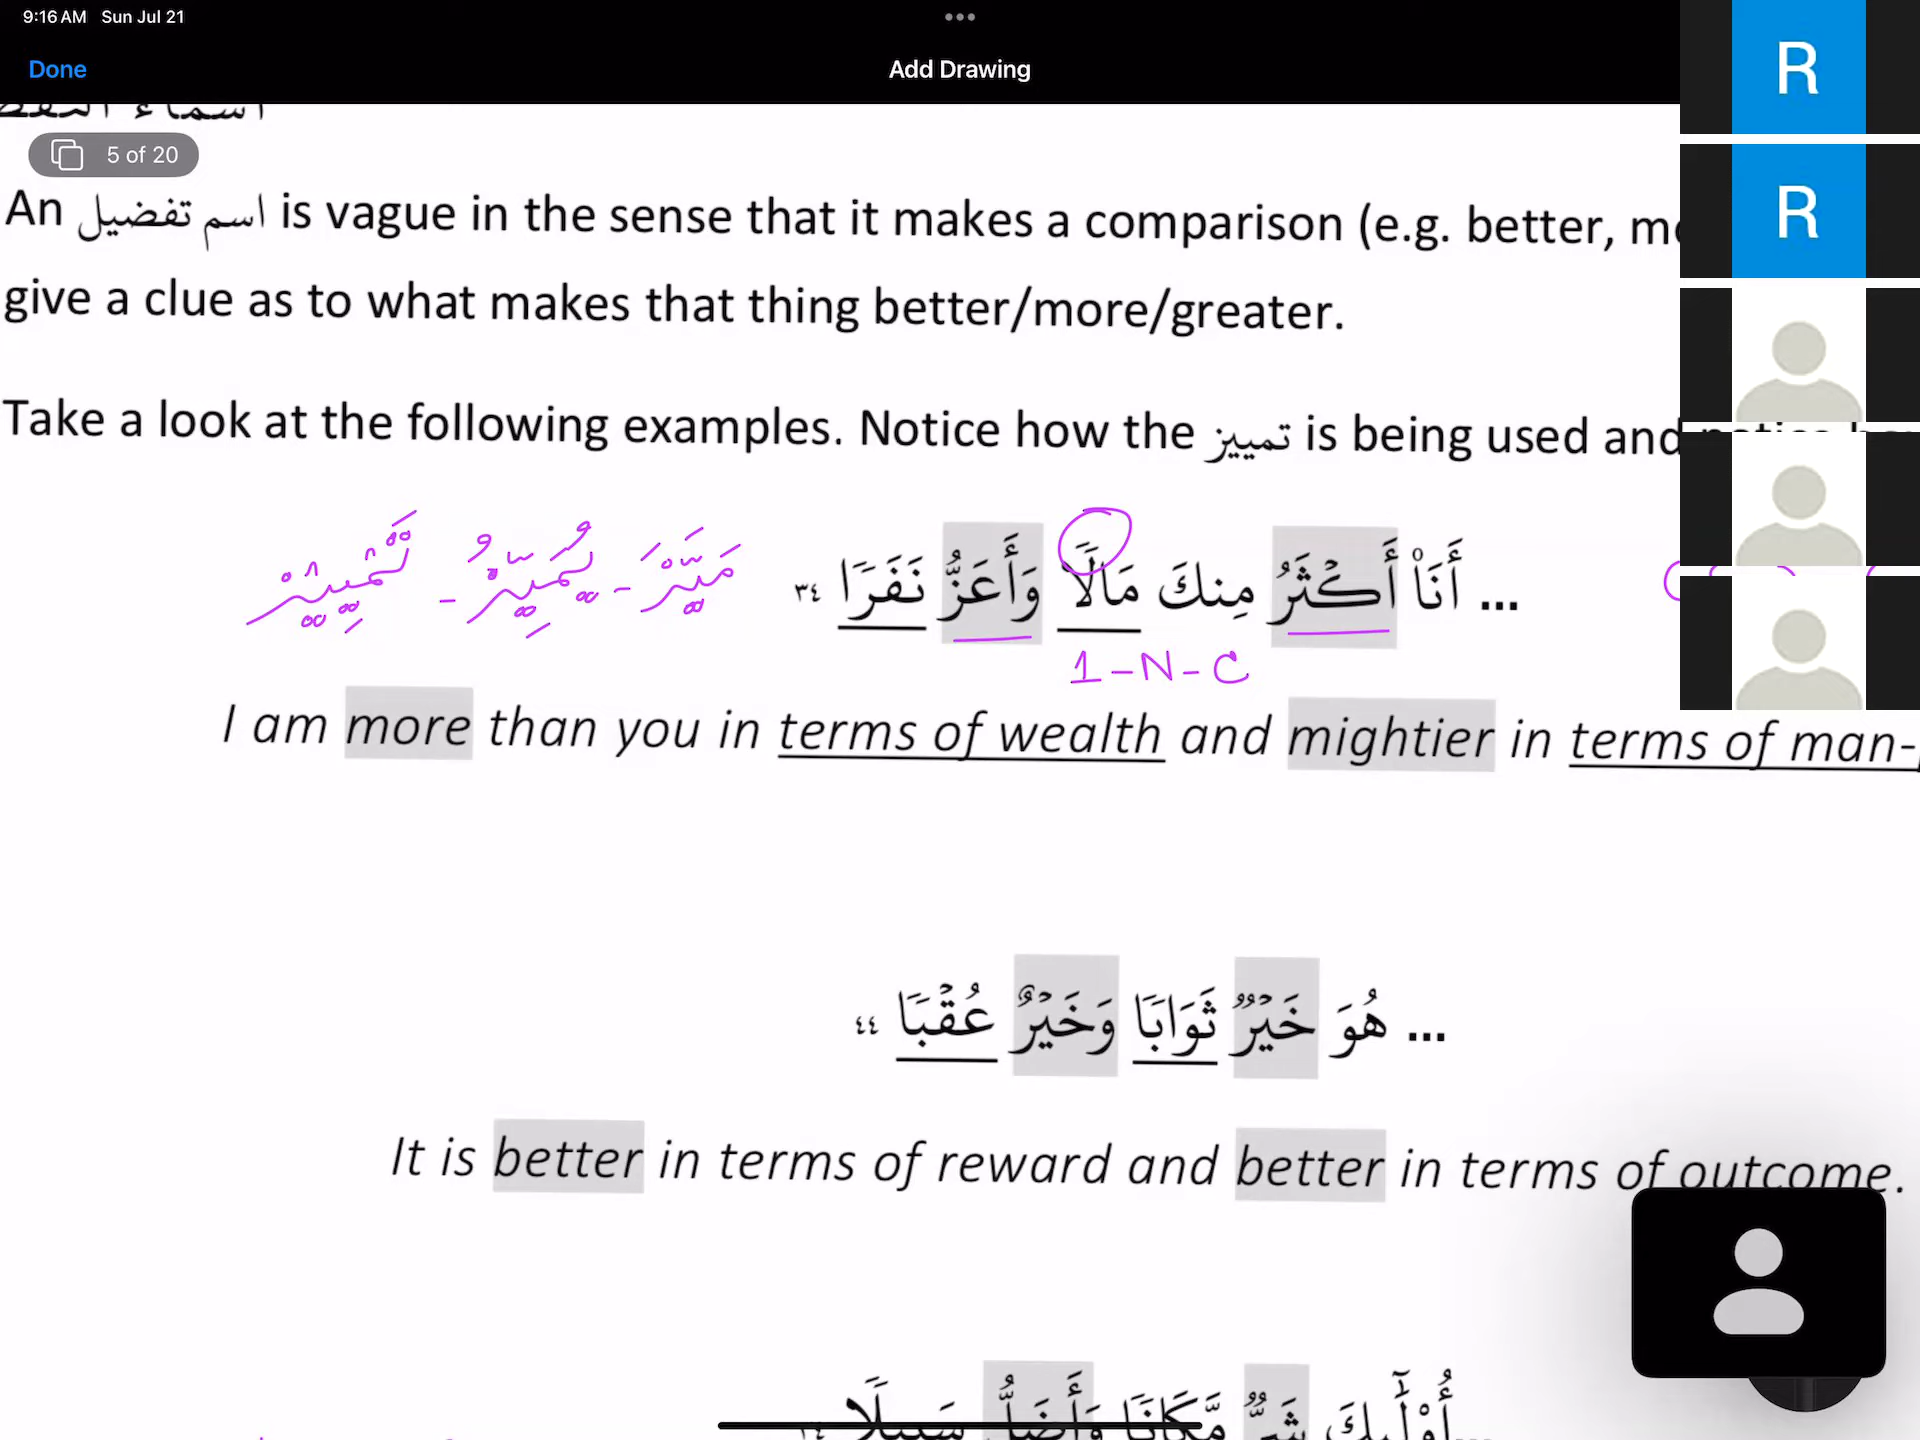 9:16 AM Sun Jul 21
Done
Add Drawing
R
R
5 of 20
An اسم تفضيل is vague in the sense that it makes a comparison (e.g. better,
give a clue as to what makes that thing better/more/greater.
Take a look at the following examples. Notice how the تمييز is being used and
... أَنَا۠ أَكۡثَرُ مِنكَ مَالٗا وَأَعَزُّ نَفَرٗا ٣٤
مَيَّزَ - يُمَيِّزُ - تَمْيِيْز
1-N-C
I am more than you in terms of wealth and mightier in terms of man-
... هُوَ خَيۡرٞ ثَوَابٗا وَخَيۡرٌ عُقۡبٗا ٤٤
It is better in terms of reward and better in terms of outcome.
... أُوْلَٰٓئِكَ شَرّٞ مَّكَانٗا وَأَضَلُّ سَبِيلٗا